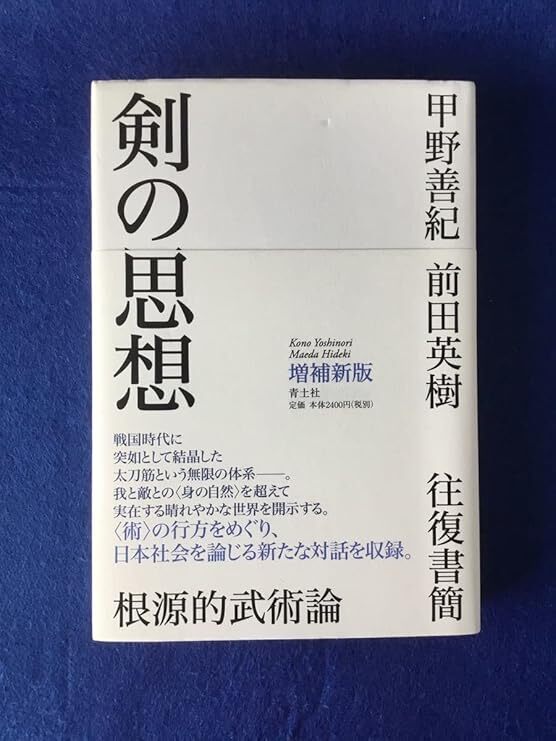 剣の思想
甲野善紀
前田英樹
往復書簡
Kono Yoshinori
Maeda Hideki
増補新版
青土社
定価 本体2400円(税別)
戦国時代に
突如として結晶した
太刀筋という無限の体系――。
我と敵との〈身の自然〉を超えて
実在する晴れやかな世界を開示する。
〈術〉の行方をめぐり、
日本社会を論じる新たな対話を収録。
根源的武術論